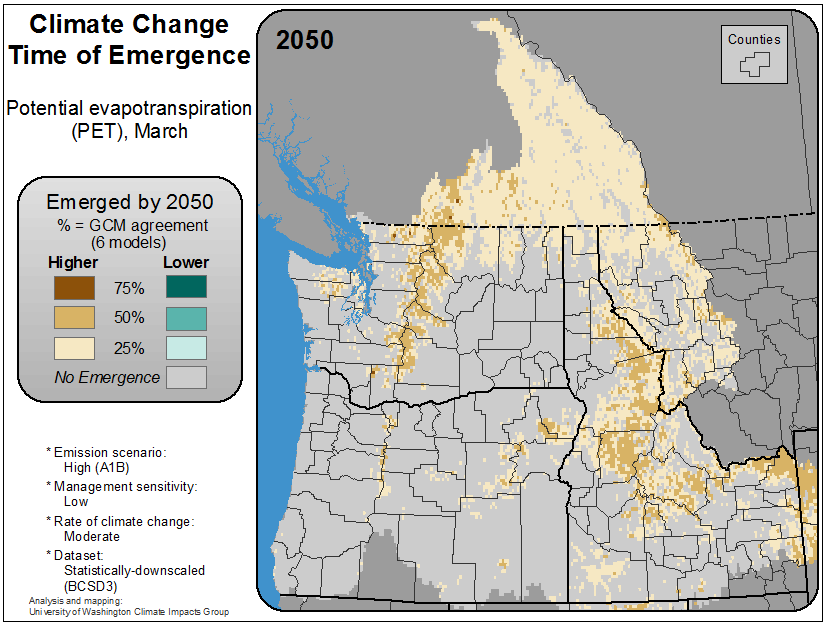 Climate Change
Time of Emergence
Potential evapotranspiration
(PET), March
Emerged by 2050
% = GCM agreement
(6 models)
Higher Lower
75%
50%
25%
No Emergence
* Emission scenario:
High (A1B)
* Management sensitivity:
Low
* Rate of climate change:
Moderate
* Dataset:
Statistically-downscaled
(BCSD3)
Analysis and mapping:
University of Washington Climate Impacts Group
2050
Counties